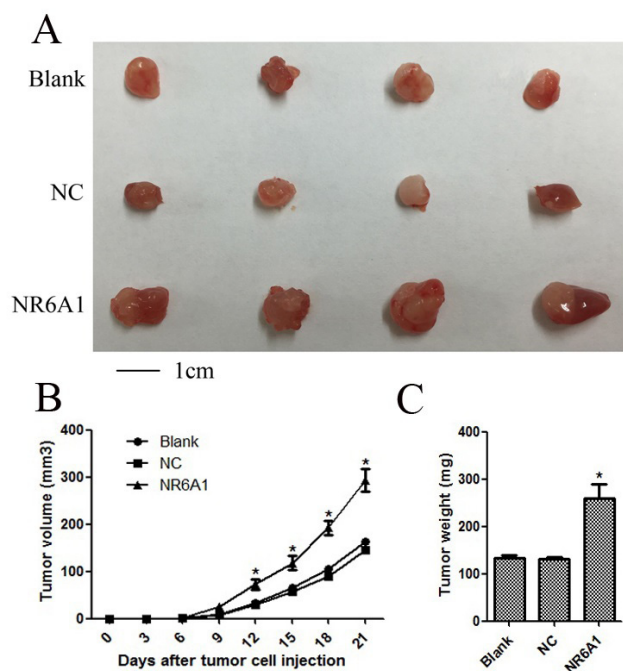 A
Blank
NC
NR6A1
1cm
B
Tumor volume (mm3)
400
300
200
100
0
Blank
NC
NR6A1
*
*
*
*
0
3
6
9
12
15
18
21
Days after tumor cell injection
C
Tumor weight (mg)
400
300
200
100
0
*
Blank
NC
NR6A1